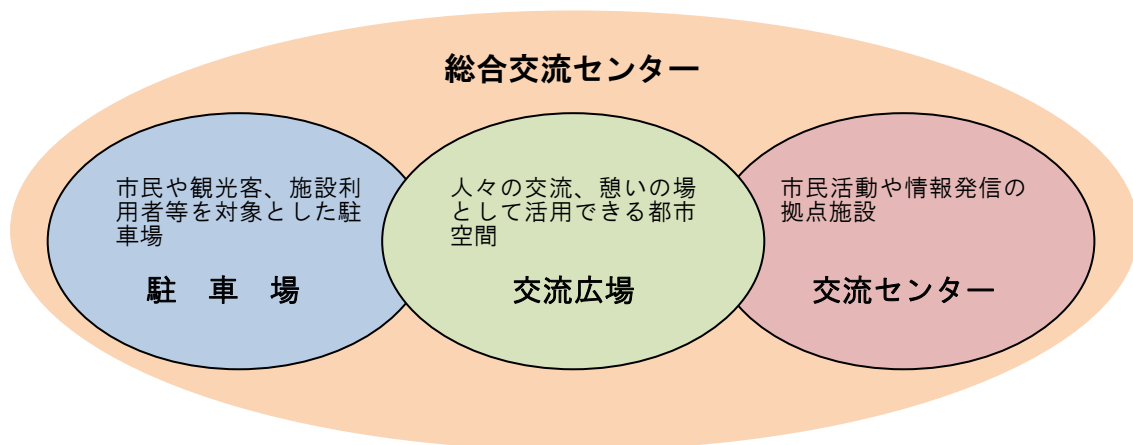 総合交流センター
市民や観光客、施設利
用者等を対象とした駐
車場
駐 車 場
人々の交流、憩いの場
として活用できる都市
空間
交流広場
市民活動や情報発信の
拠点施設
交流センター